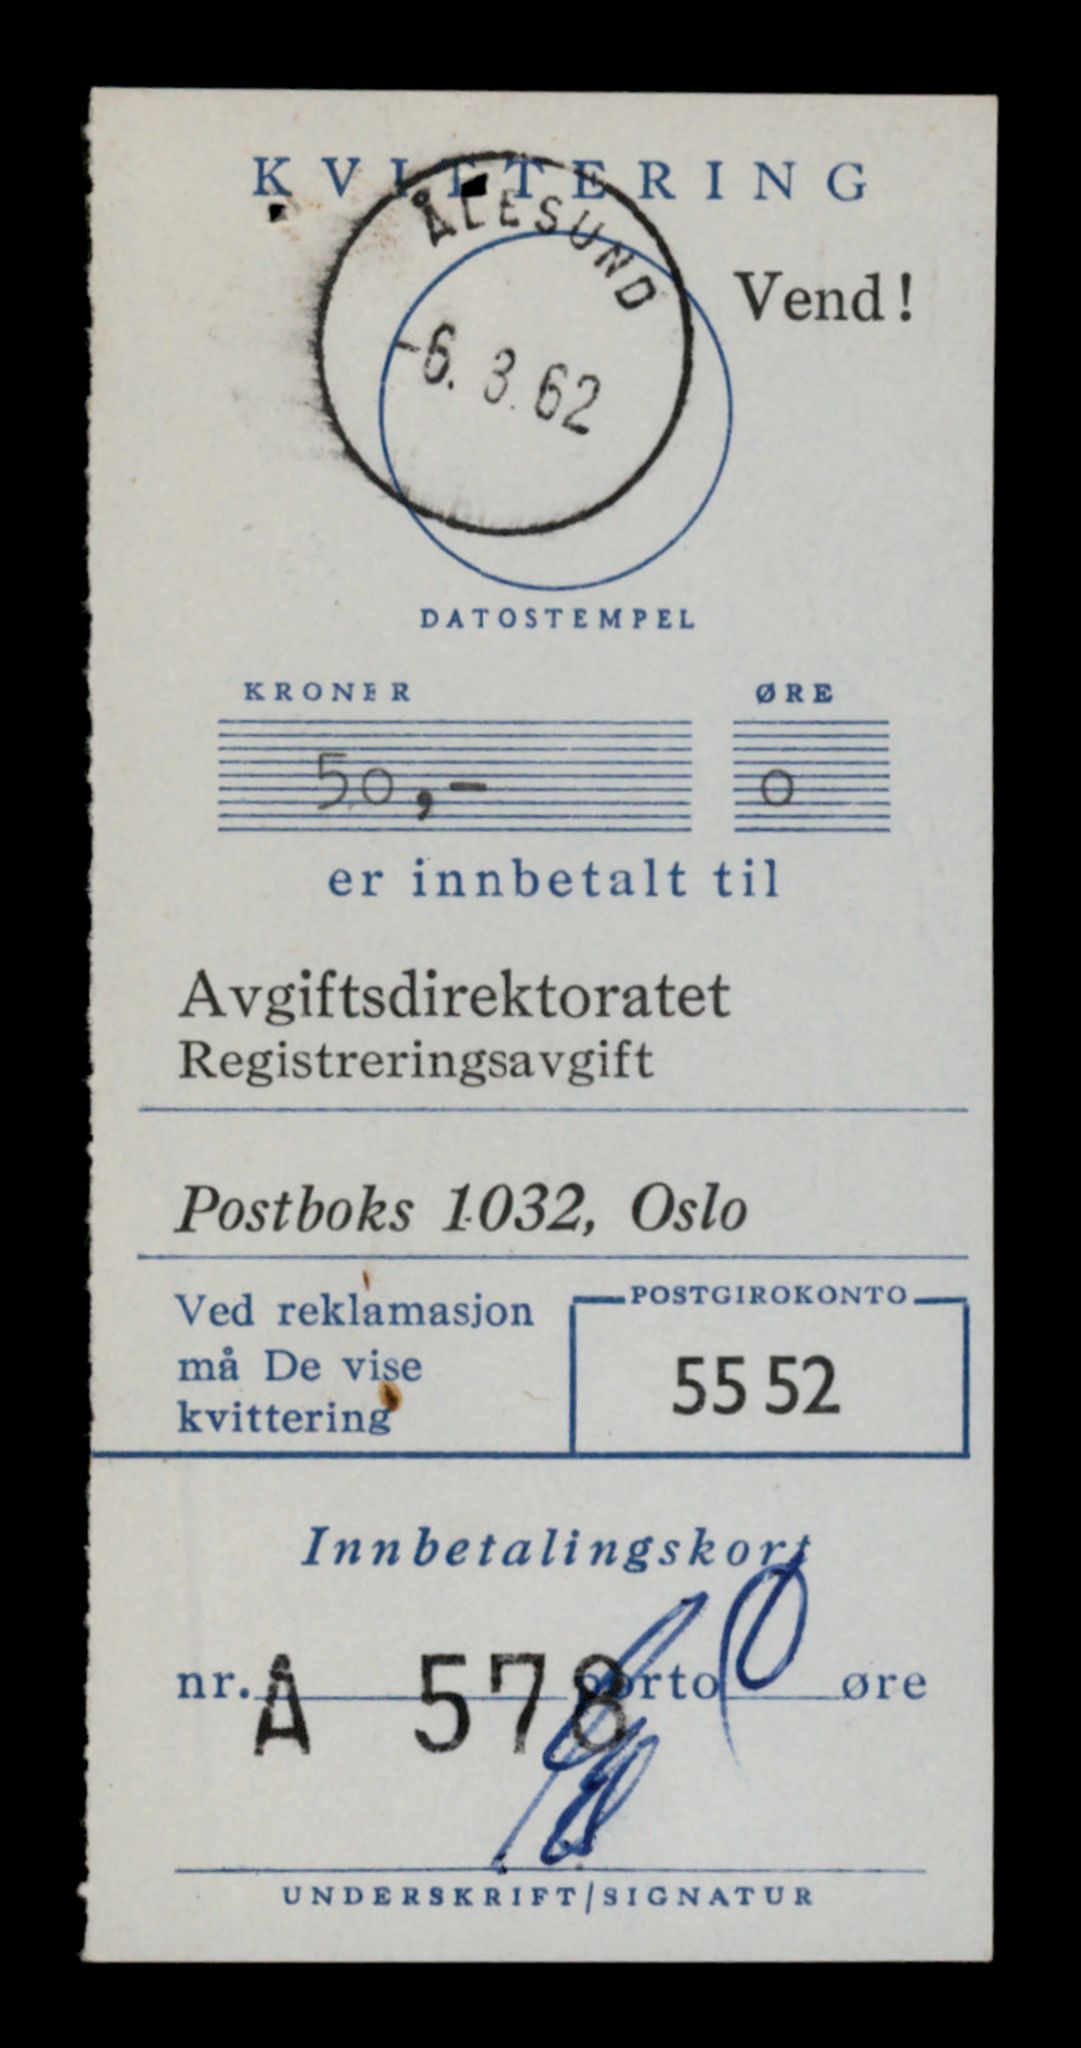 KVITTERING
ÅLESUND
-6. 3. 62
Vend!
DATOSTEMPEL
KRONER ØRE
50,- 0
er innbetalt til
Avgiftsdirektoratet
Registreringsavgift
Postboks 1032, Oslo
Ved reklamasjon
må De vise
kvittering
POSTGIROKONTO
55 52
Innbetalingskort
nr. A 578 porto 0 øre
UNDERSKRIFT/SIGNATUR